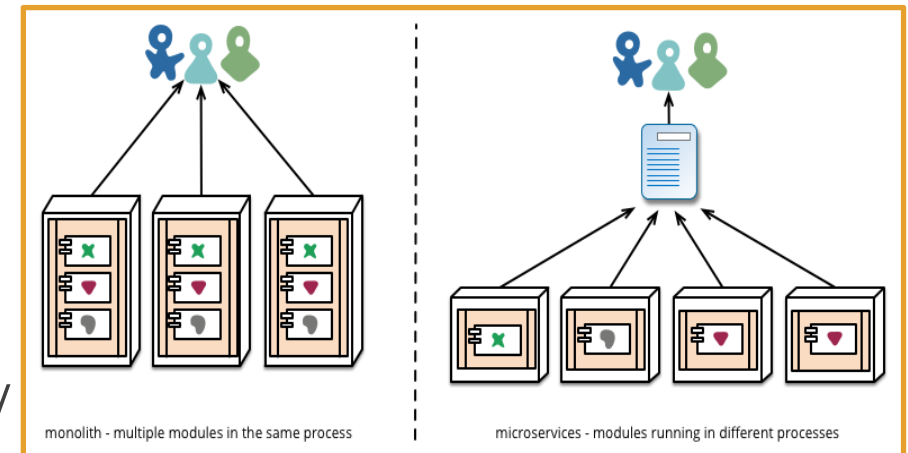 y
monolith - multiple modules in the same process
microservices - modules running in different processes